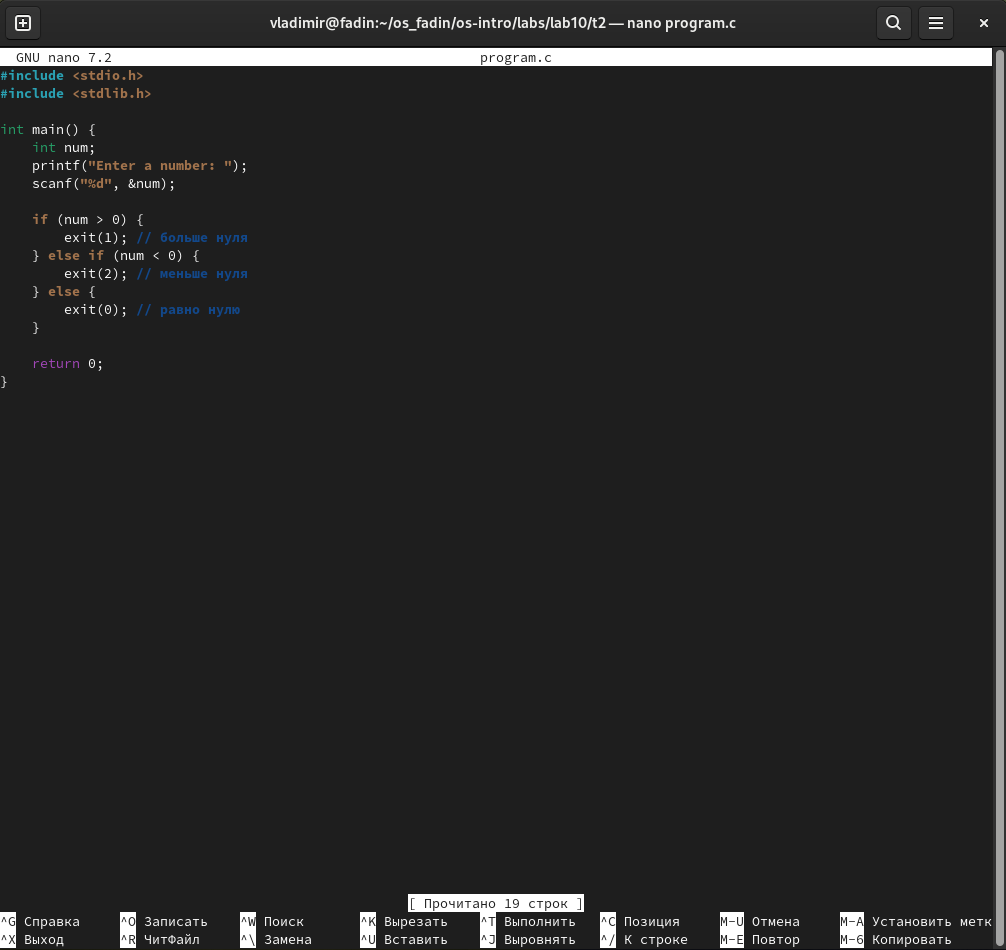 vladimir@fadin:~/os_fadin/os-intro/labs/lab10/t2 — nano program.c
GNU nano 7.2 program.c
#include <stdio.h>
#include <stdlib.h>

int main() {
    int num;
    printf("Enter a number: ");
    scanf("%d", &num);

    if (num > 0) {
        exit(1); // больше нуля
    } else if (num < 0) {
        exit(2); // меньше нуля
    } else {
        exit(0); // равно нулю
    }

    return 0;
}
[ Прочитано 19 строк ]
^G Справка ^O Записать ^W Поиск ^K Вырезать ^T Выполнить ^C Позиция M-U Отмена M-A Установить метк
^X Выход ^R ЧитФайл ^\ Замена ^U Вставить ^J Выровнять ^/ К строке M-E Повтор M-6 Копировать